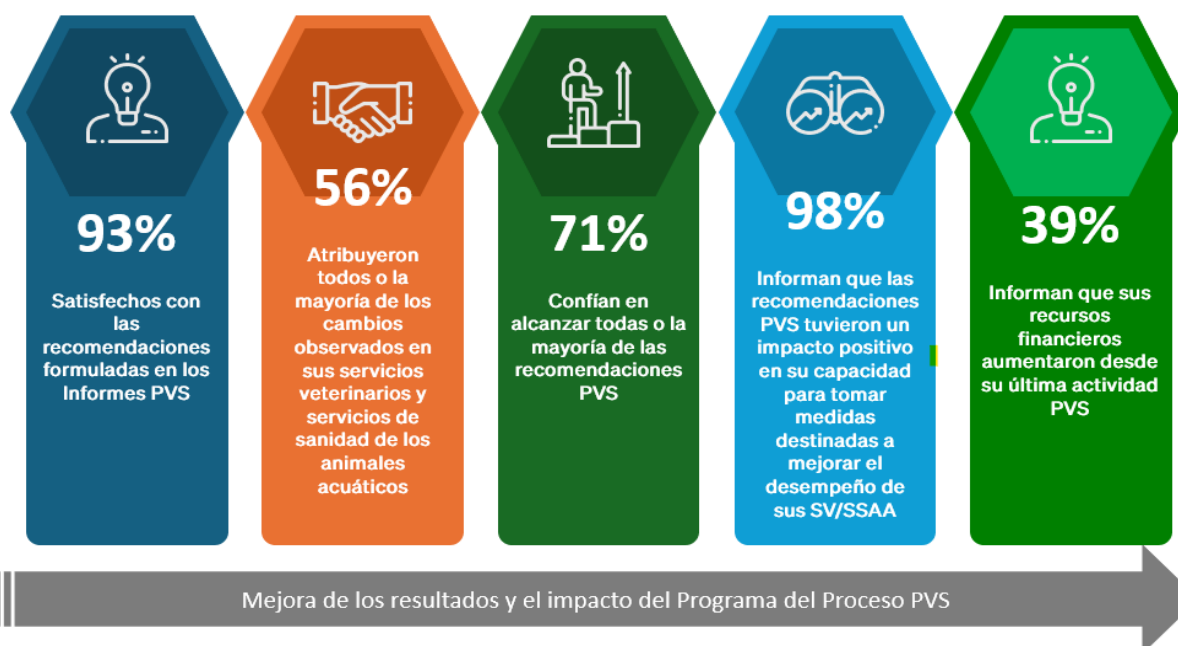 93%
Satisfechos con
las
recomendaciones
formuladas en los
Informes PVS
56%
Atribuyeron
todos o la
mayoría de los
cambios
observados en
sus servicios
veterinarios y
servicios de
sanidad de los
animales
acuáticos
71%
Confían en
alcanzar todas o la
mayoría de las
recomendaciones
PVS
98%
Informan que las
recomendaciones
PVS tuvieron un
impacto positivo
en su capacidad
para tomar
medidas
destinadas a
mejorar el
desempeño de
sus SV/SSAA
39%
Informan que sus
recursos
financieros
aumentaron desde
su última actividad
PVS
Mejora de los resultados y el impacto del Programa del Proceso PVS